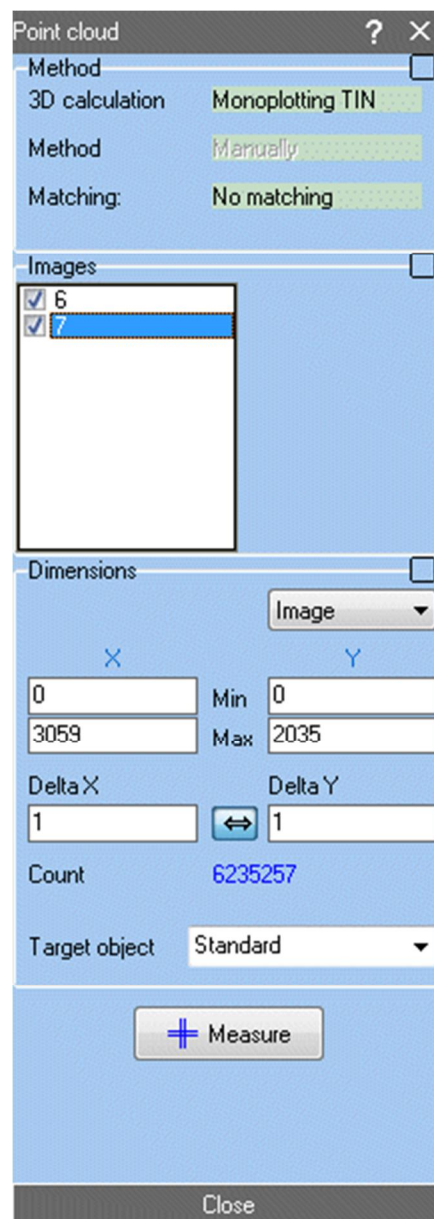 Point cloud ? ✕
Method
3D calculation Monoplotting TIN
Method Manually
Matching: No matching
Images
6
7
Dimensions
Image
X Y
0 Min 0
3059 Max 2035
Delta X Delta Y
1 ⇔ 1
Count 6235257
Target object Standard
Measure
Close